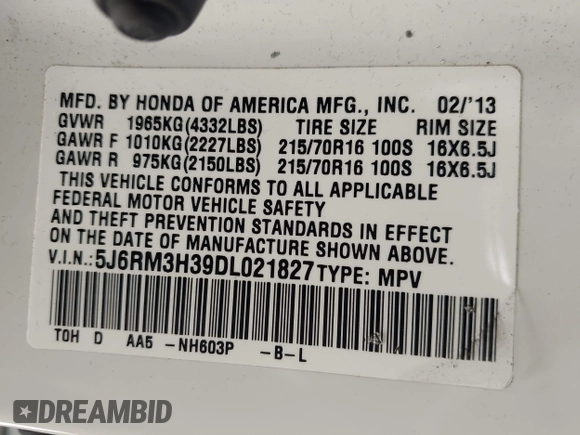 MFD. BY HONDA OF AMERICA MFG., INC. 02/'13
GVWR 1965KG(4332LBS) TIRE SIZE RIM SIZE
GAWR F 1010KG(2227LBS) 215/70R16 100S 16X6.5J
GAWR R 975KG(2150LBS) 215/70R16 100S 16X6.5J
THIS VEHICLE CONFORMS TO ALL APPLICABLE
FEDERAL MOTOR VEHICLE SAFETY
AND THEFT PREVENTION STANDARDS IN EFFECT
ON THE DATE OF MANUFACTURE SHOWN ABOVE.
V.I.N.:5J6RM3H39DL021827 TYPE: MPV
TOH D AA5 -NH603P -B-L
DREAMBID